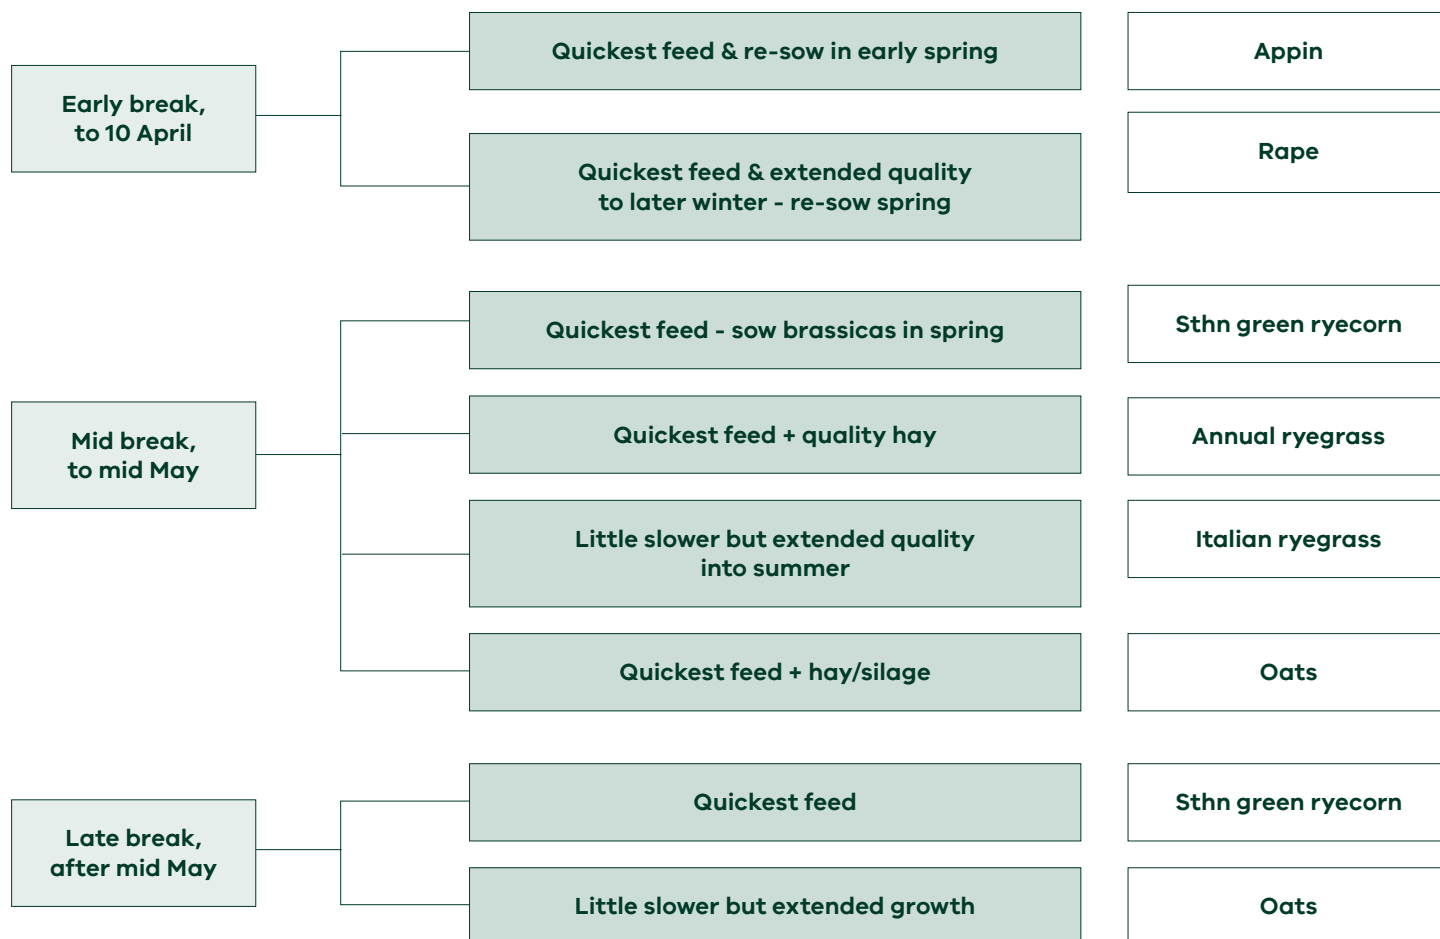 Early break,
to 10 April
Quickest feed & re-sow in early spring
Appin
Quickest feed & extended quality
to later winter - re-sow spring
Rape
Mid break,
to mid May
Quickest feed - sow brassicas in spring
Sthn green ryecorn
Quickest feed + quality hay
Annual ryegrass
Little slower but extended quality
into summer
Italian ryegrass
Quickest feed + hay/silage
Oats
Late break,
after mid May
Quickest feed
Sthn green ryecorn
Little slower but extended growth
Oats